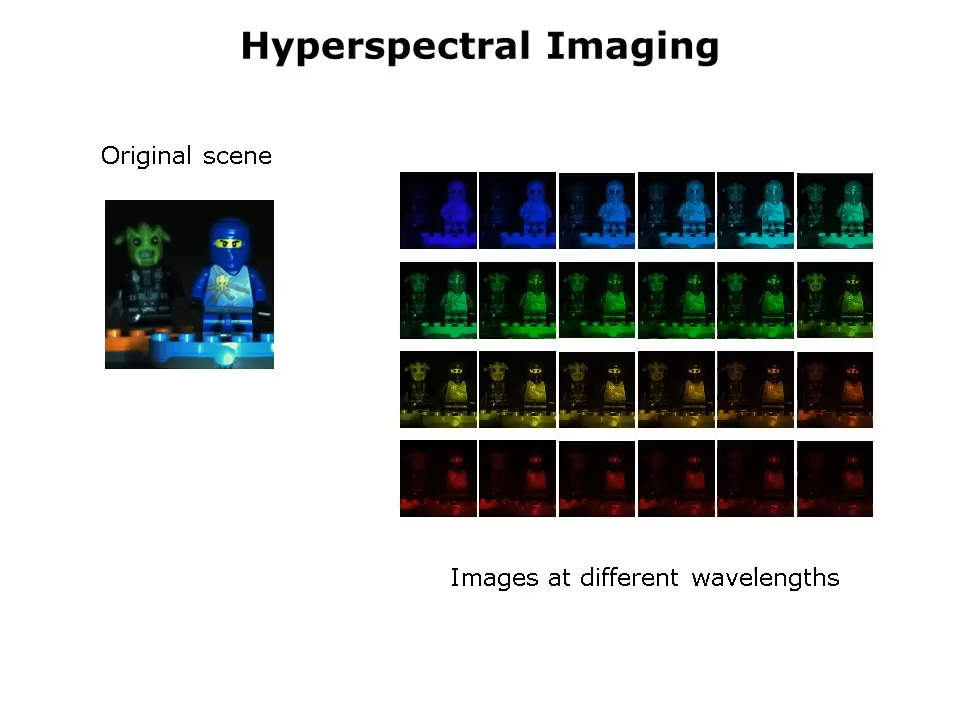 Hyperspectral Imaging
Original scene
Images at different wavelengths